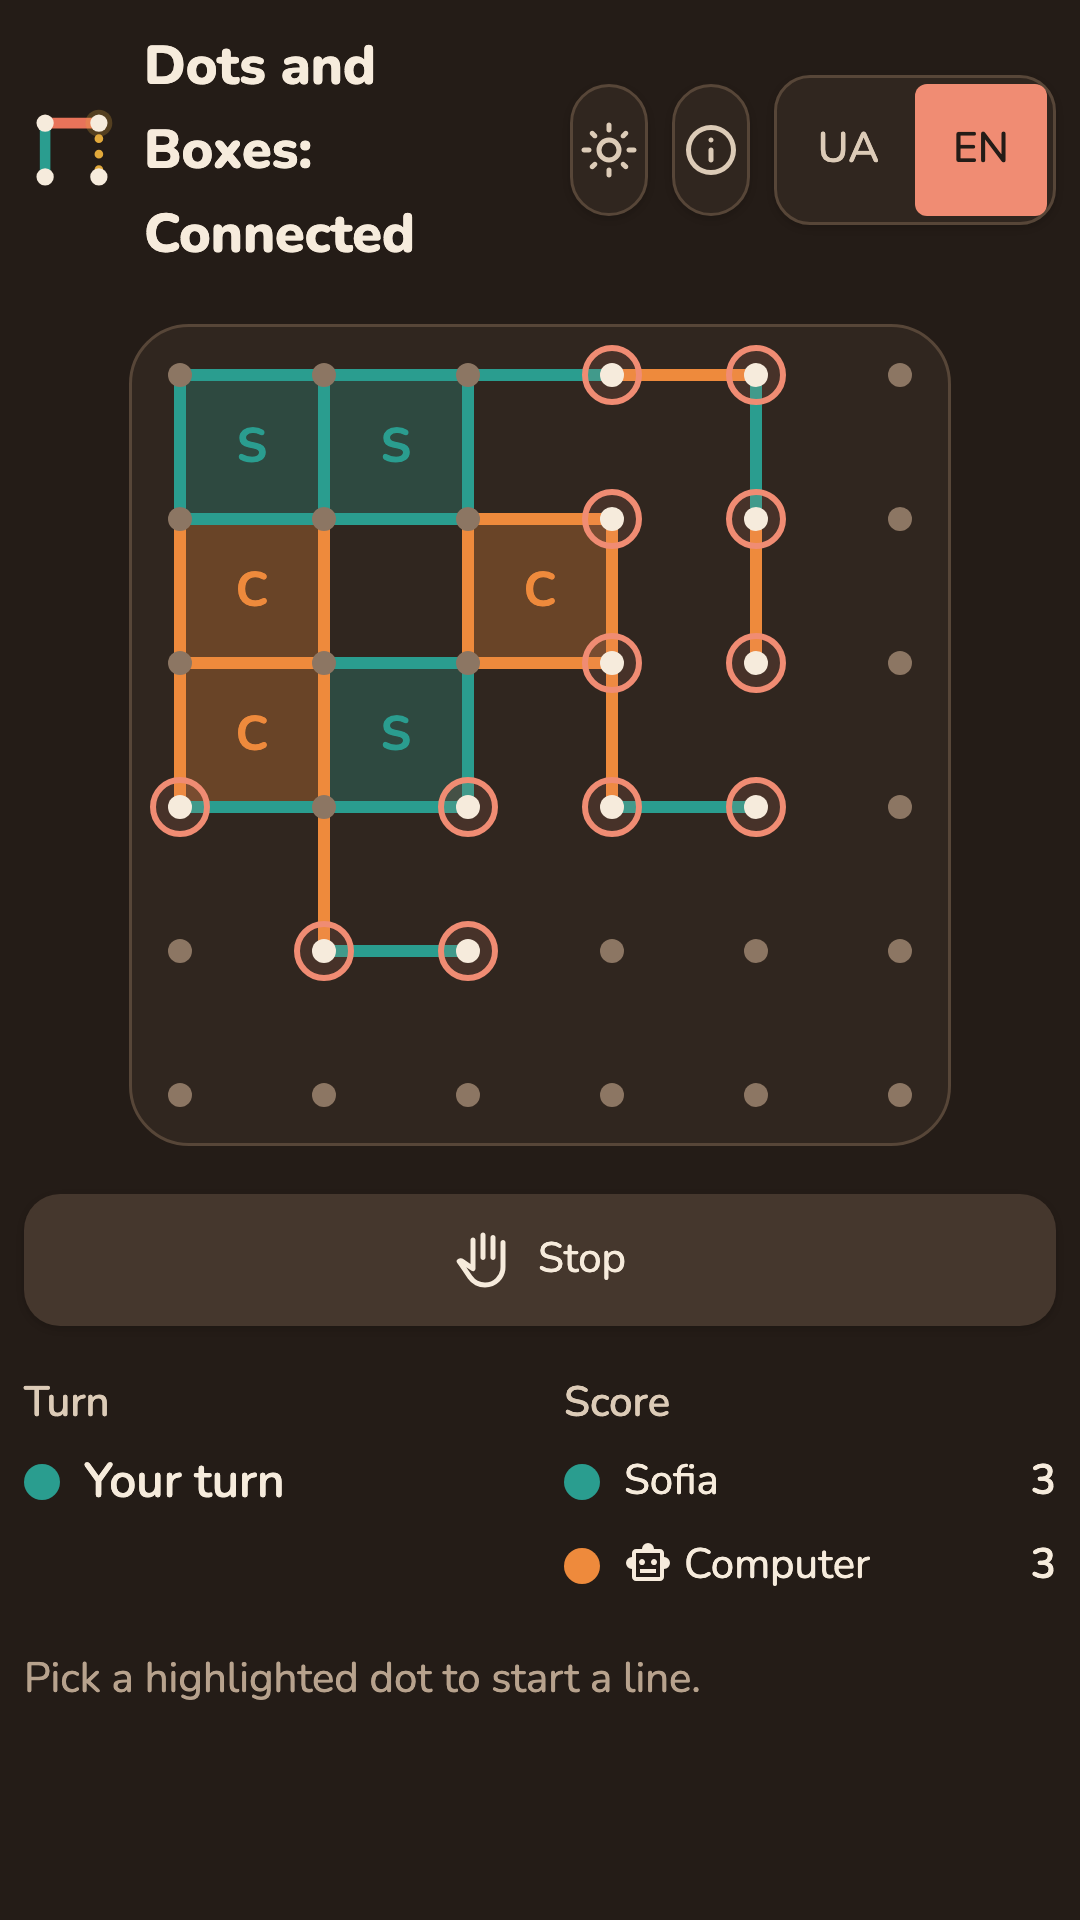 Dots and
Boxes:
Connected
UA EN
S S
C C
C S
Stop
Turn
Your turn
Score
Sofia 3
Computer 3
Pick a highlighted dot to start a line.